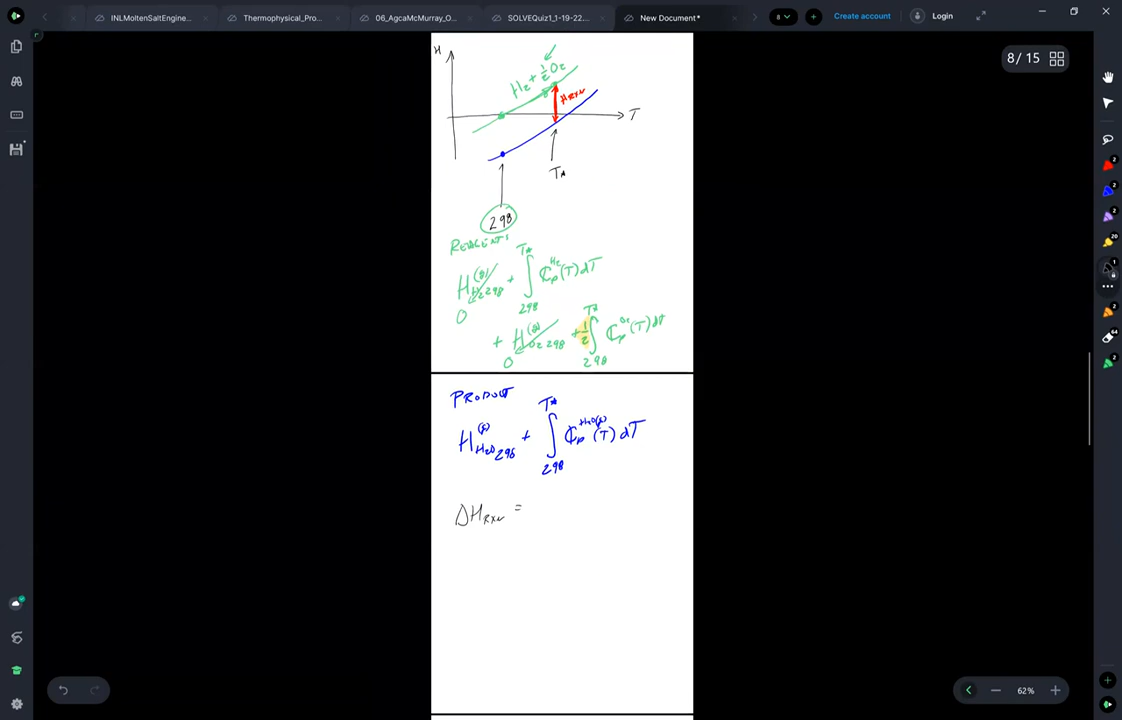 INLMoltenSaltEngine...
Thermophysical_Pro...
06_AgcaMcMurray_O...
SOLVEQuiz1_1-19-22....
New Document*
8
Create account
Login
8 / 15
H
H₂ + 1/2 O₂
HRXN
T
T*
298
REAGENTS
H(g) H₂ 298 + ∫ 298 T* Cp H₂ (T) dT
0
+ H(g) O₂ 298 + 1/2 ∫ 298 T* Cp O₂ (T) dT
0
PRODUCT
H(g) H₂O 298 + ∫ 298 T* Cp H₂O(g) (T) dT
ΔHRXN =
62%